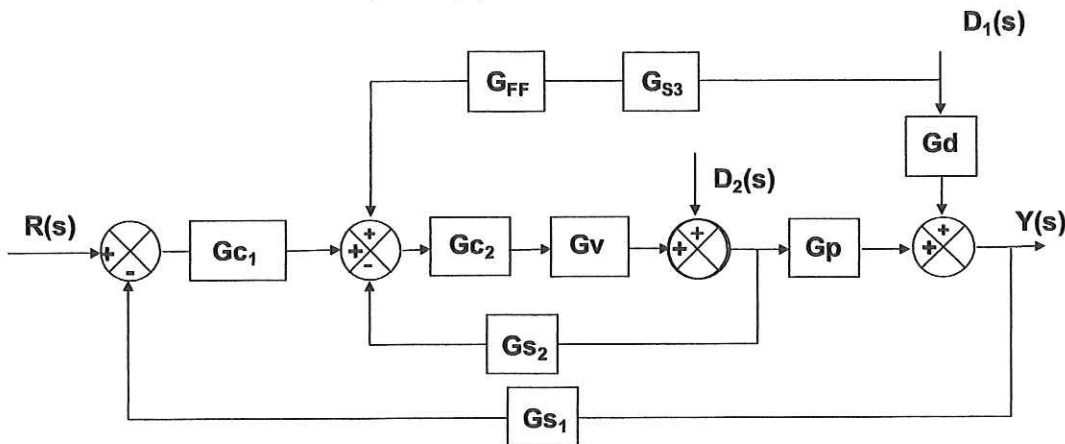 D₁(s)
G_FF
G_S3
Gd
D₂(s)
R(s)
Y(s)
+
-
Gc₁
+
+
-
Gc₂
Gv
+
+
Gp
+
+
Gs₂
Gs₁